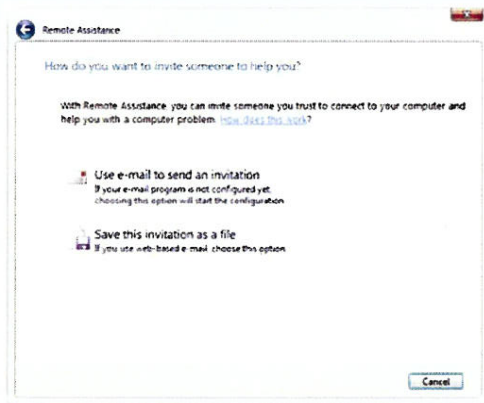 Remote Assistance
How do you want to invite someone to help you?
With Remote Assistance, you can invite someone you trust to connect to your computer and
help you with a computer problem. How does this work?
Use e-mail to send an invitation
If your e-mail program is not configured yet,
choosing this option will start the configuration.
Save this invitation as a file
If you use web-based e-mail, choose this option.
Cancel